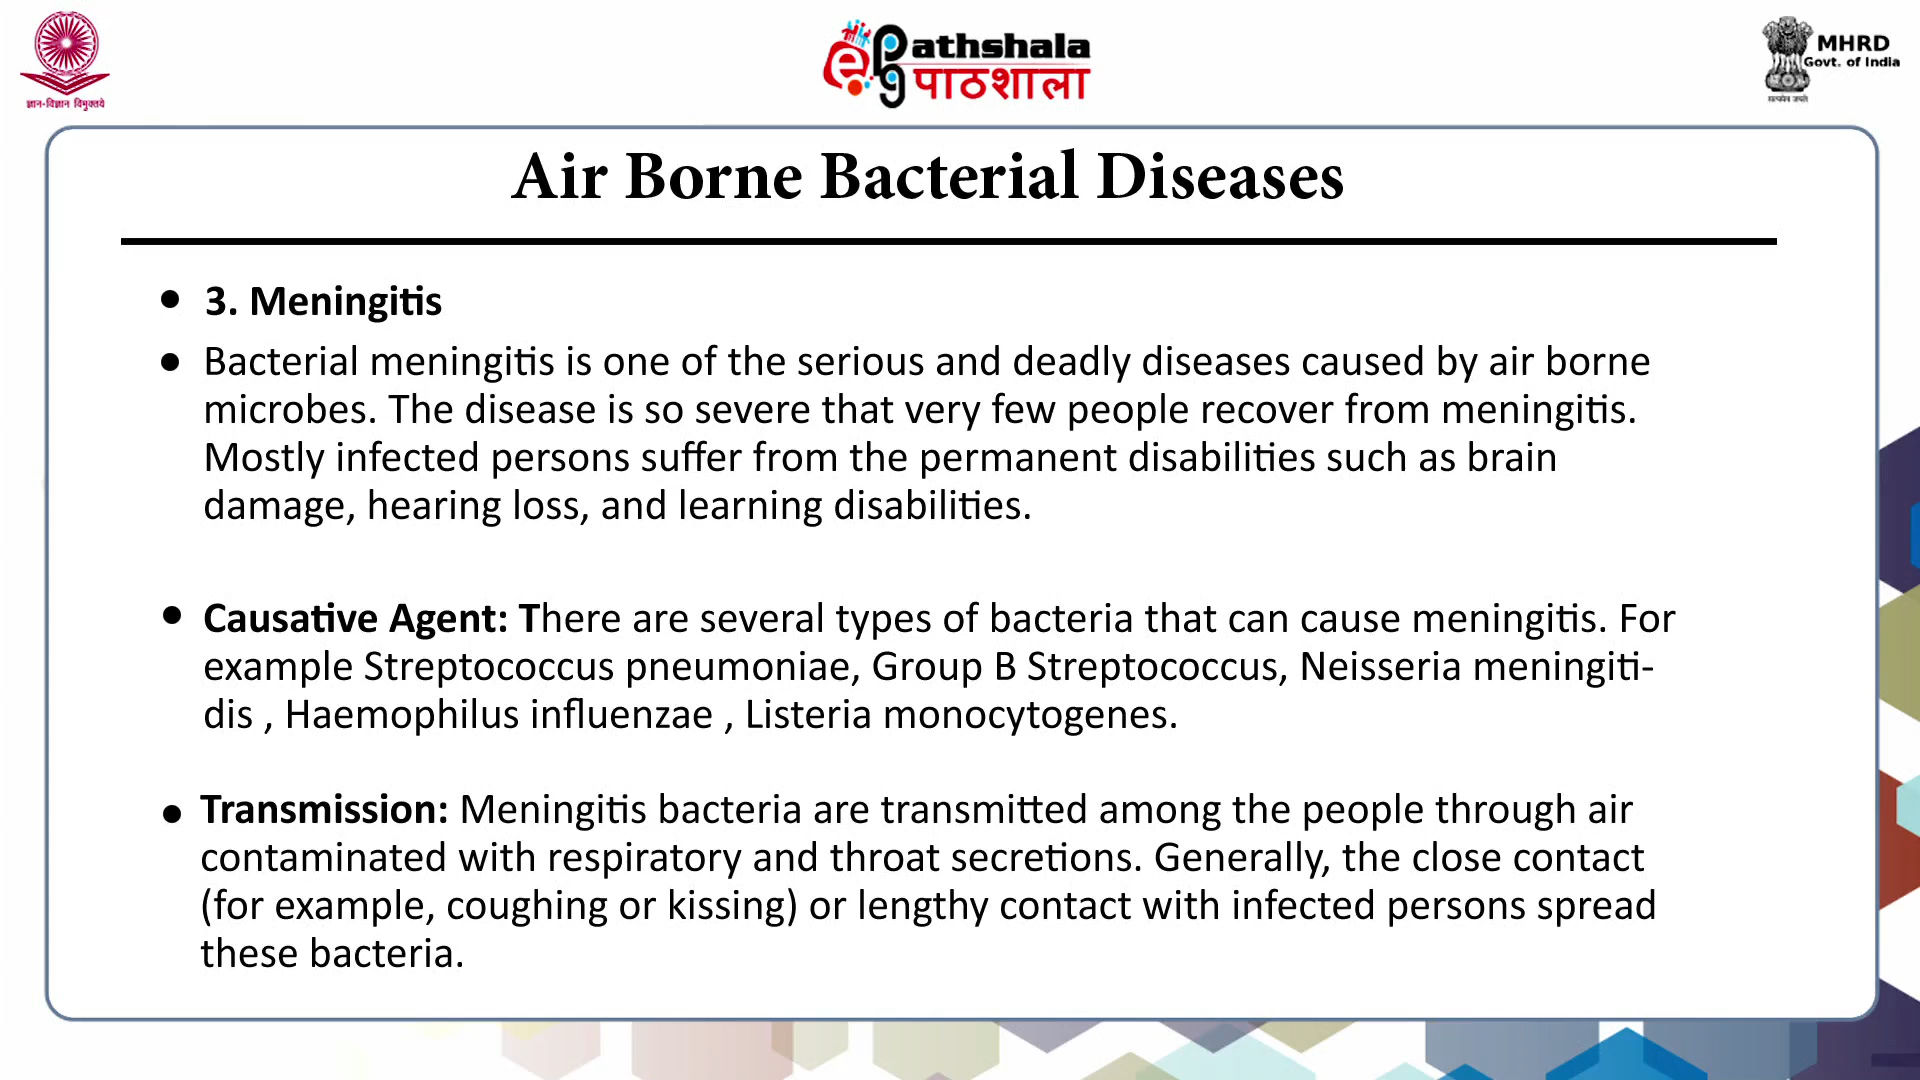 ज्ञान-विज्ञान विमुक्तये
ePg athshala
पाठशाला
MHRD
Govt. of India
सत्यमेव जयते
Air Borne Bacterial Diseases
• 3. Meningitis
• Bacterial meningitis is one of the serious and deadly diseases caused by air borne
microbes. The disease is so severe that very few people recover from meningitis.
Mostly infected persons suffer from the permanent disabilities such as brain
damage, hearing loss, and learning disabilities.
• Causative Agent: There are several types of bacteria that can cause meningitis. For
example Streptococcus pneumoniae, Group B Streptococcus, Neisseria meningiti-
dis , Haemophilus influenzae , Listeria monocytogenes.
• Transmission: Meningitis bacteria are transmitted among the people through air
contaminated with respiratory and throat secretions. Generally, the close contact
(for example, coughing or kissing) or lengthy contact with infected persons spread
these bacteria.